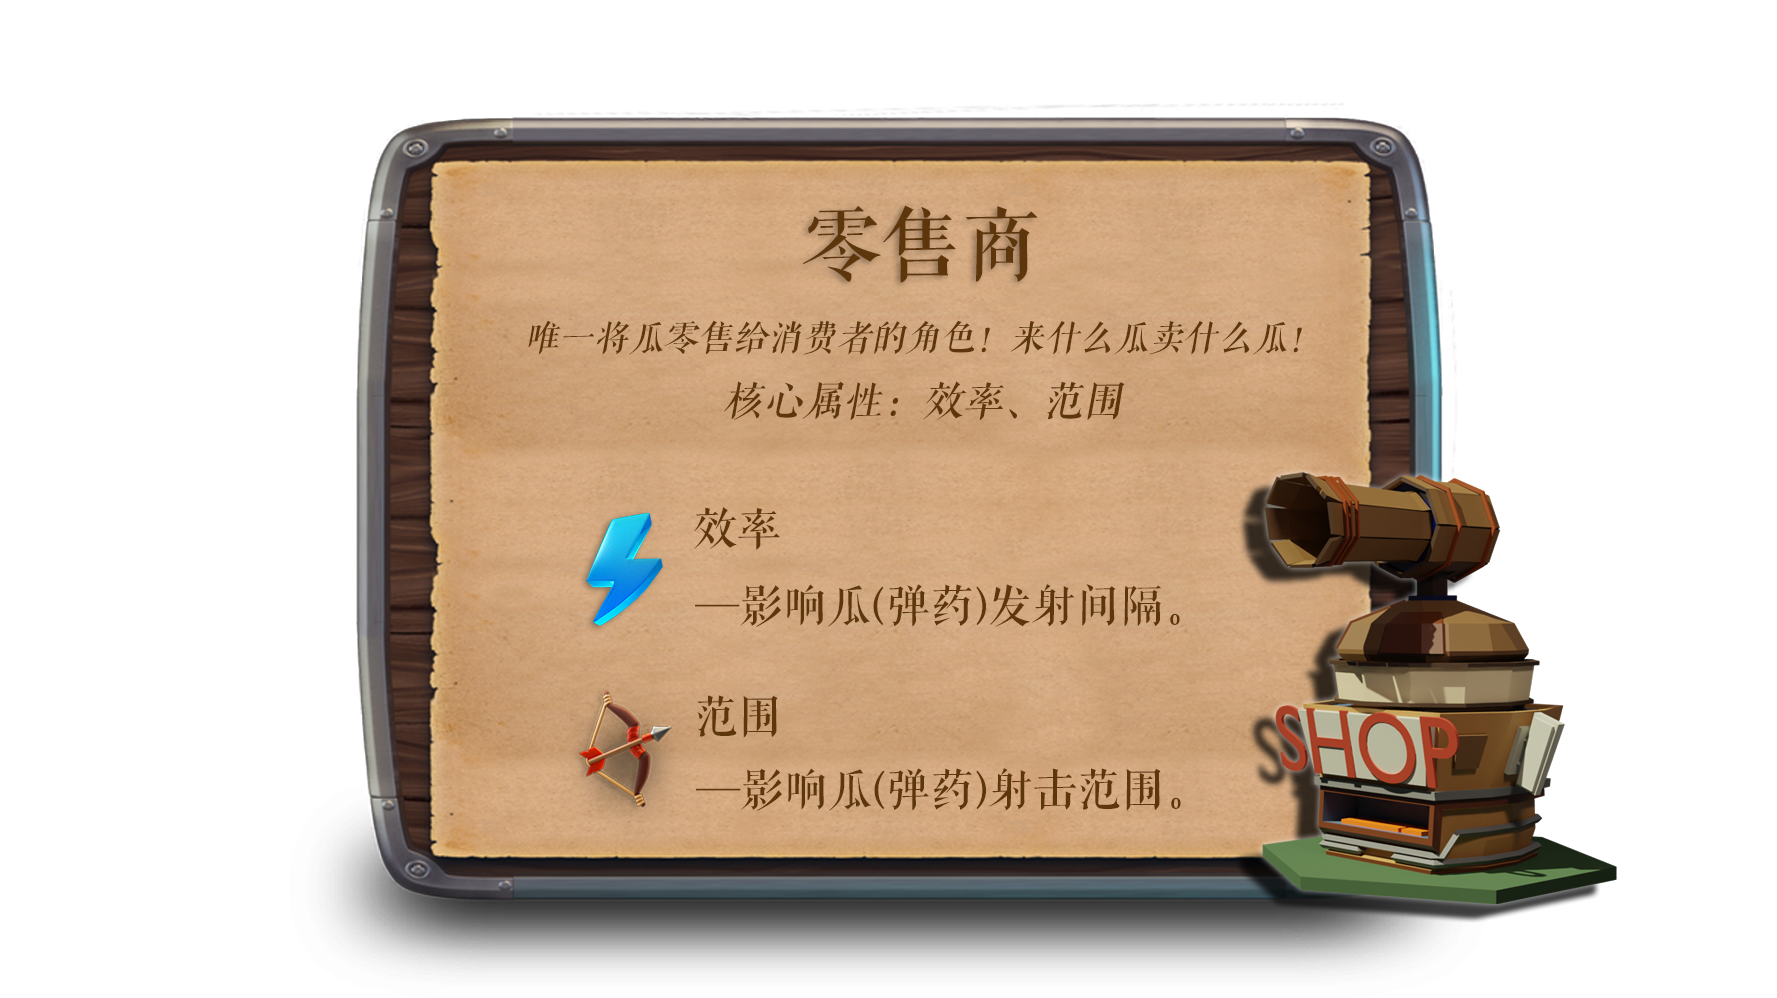 零售商
唯一将瓜零售给消费者的角色！来什么瓜卖什么瓜！
核心属性：效率、范围
效率
—影响瓜(弹药)发射间隔。
范围
—影响瓜(弹药)射击范围。
SHOP